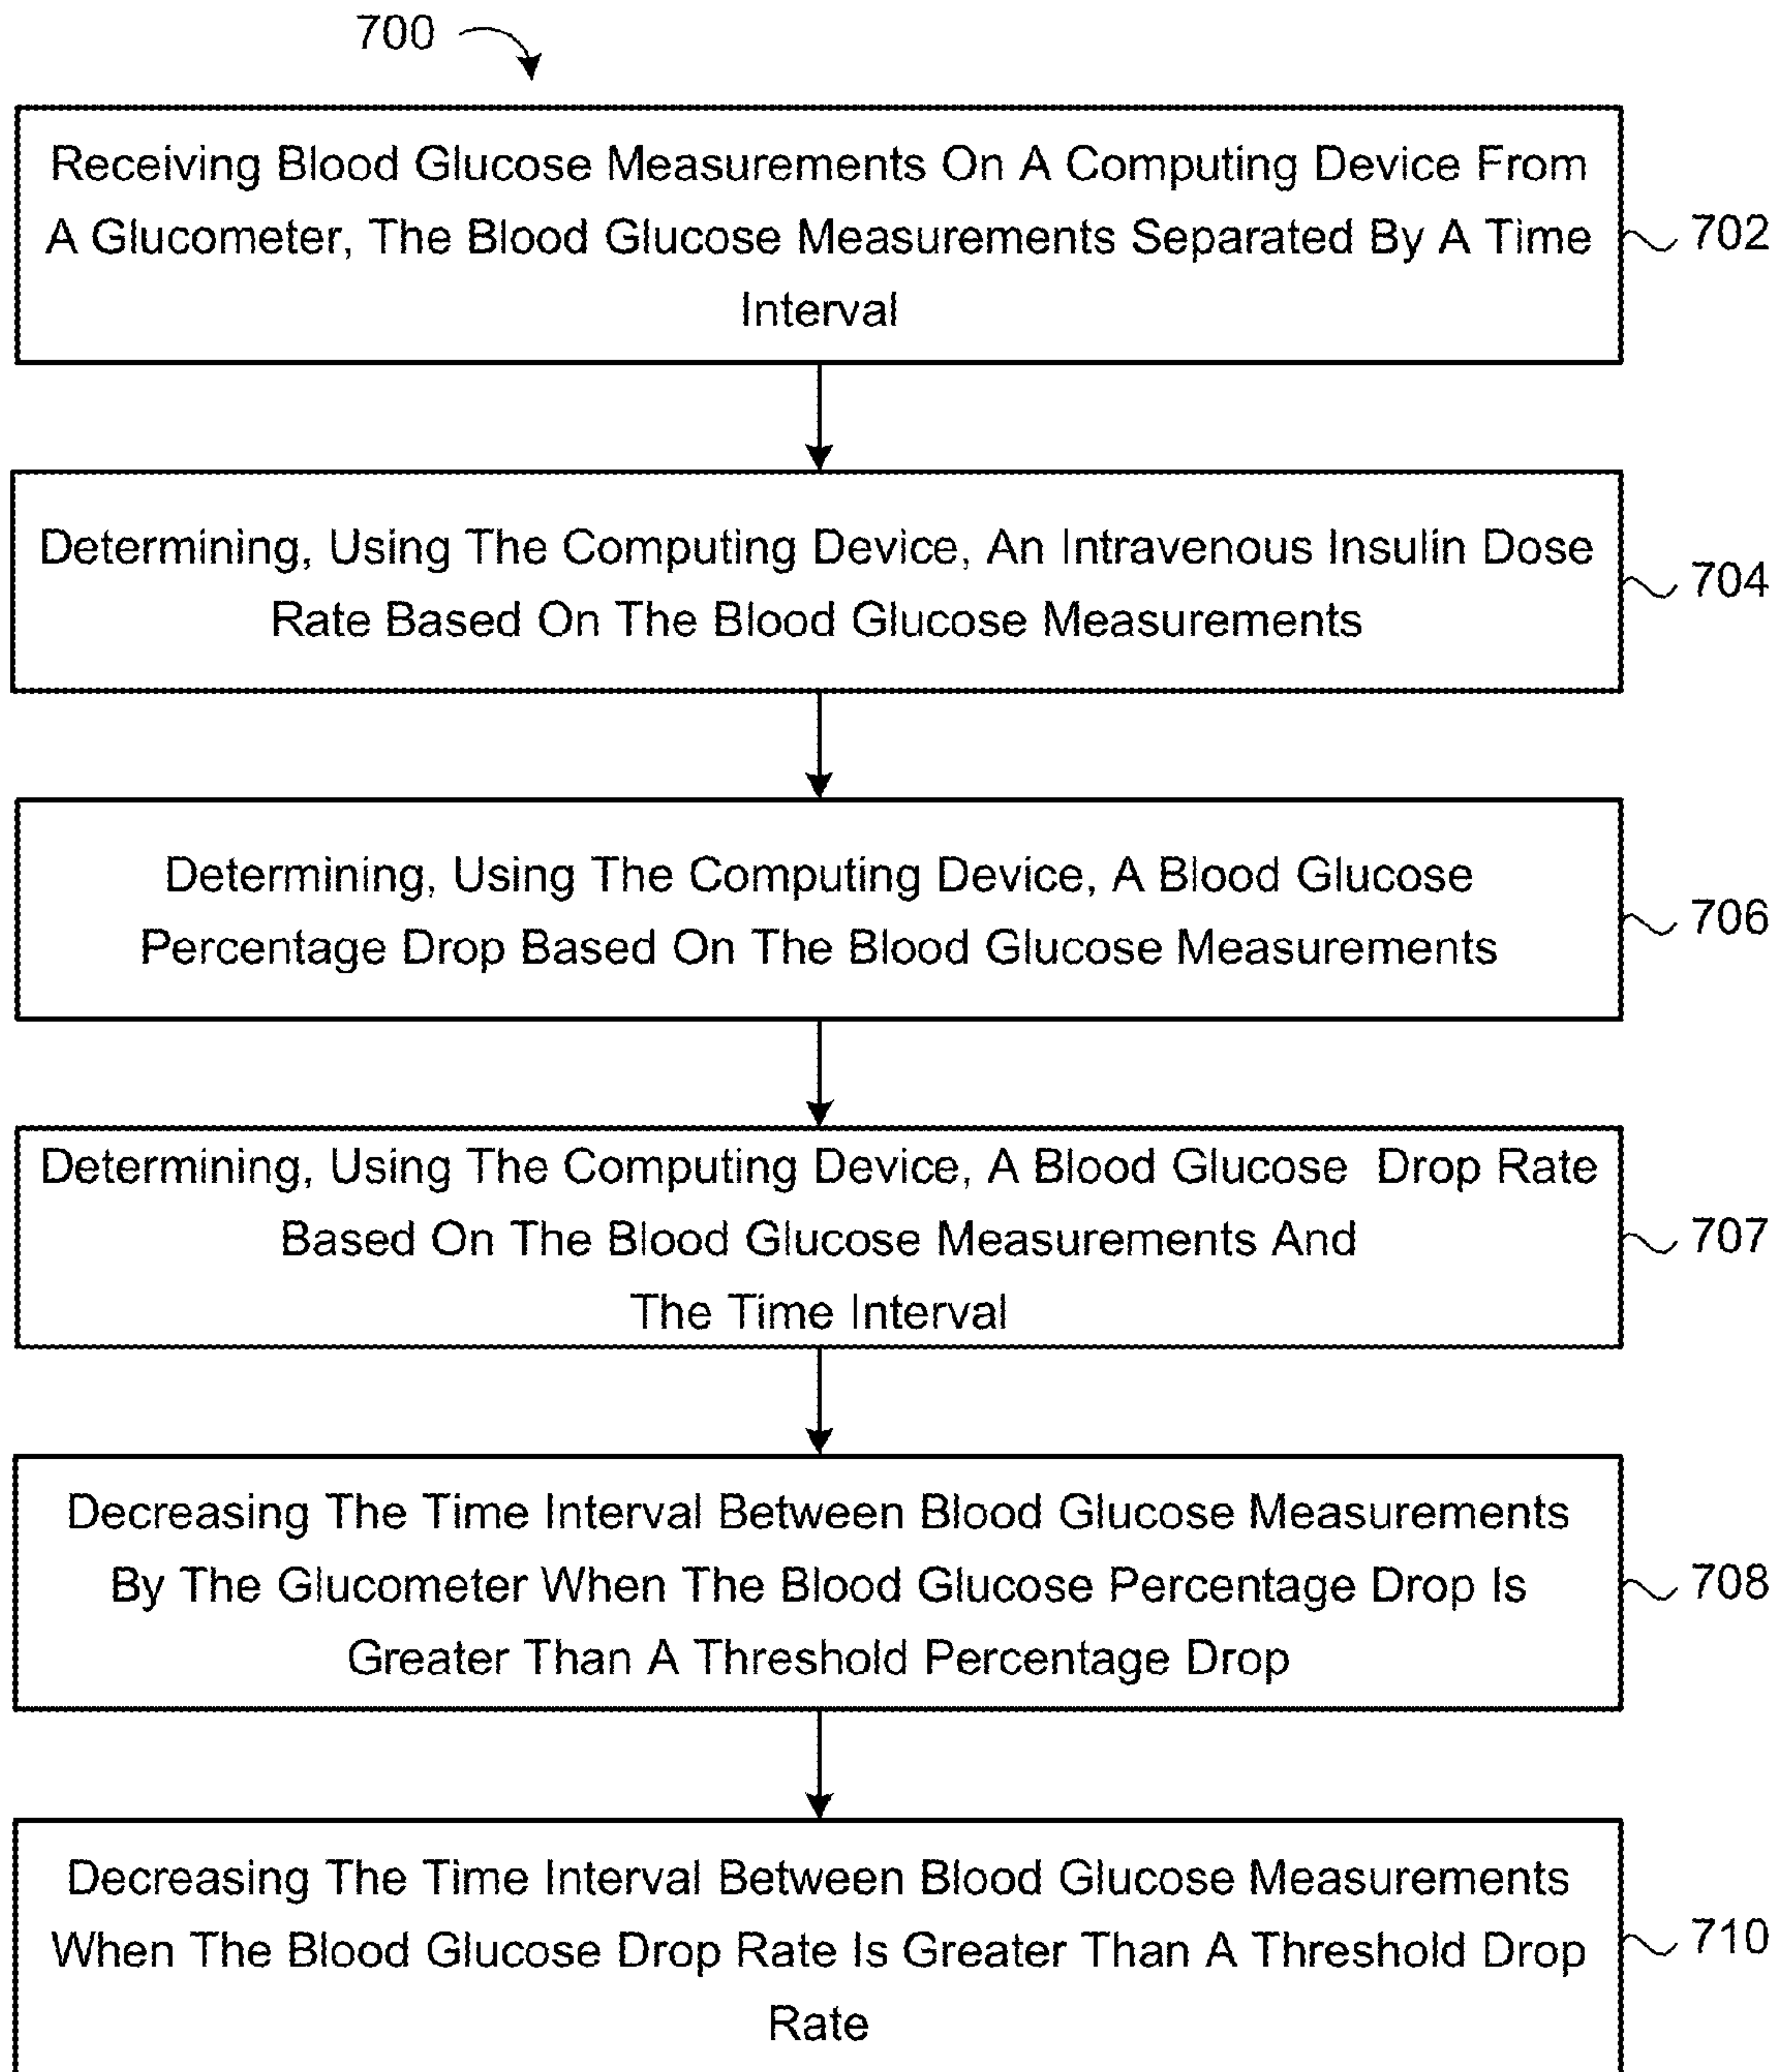 700
Receiving Blood Glucose Measurements On A Computing Device From
A Glucometer, The Blood Glucose Measurements Separated By A Time
Interval
702
Determining, Using The Computing Device, An Intravenous Insulin Dose
Rate Based On The Blood Glucose Measurements
704
Determining, Using The Computing Device, A Blood Glucose
Percentage Drop Based On The Blood Glucose Measurements
706
Determining, Using The Computing Device, A Blood Glucose Drop Rate
Based On The Blood Glucose Measurements And
The Time Interval
707
Decreasing The Time Interval Between Blood Glucose Measurements
By The Glucometer When The Blood Glucose Percentage Drop Is
Greater Than A Threshold Percentage Drop
708
Decreasing The Time Interval Between Blood Glucose Measurements
When The Blood Glucose Drop Rate Is Greater Than A Threshold Drop
Rate
710